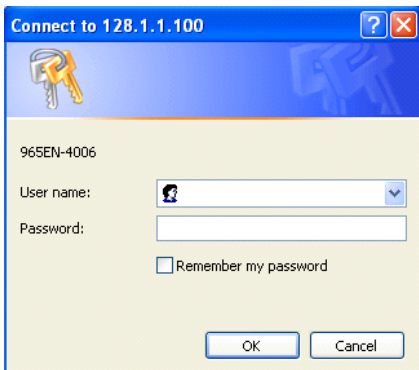 Connect to 128.1.1.100
965EN-4006
User name:
Password:
Remember my password
OK Cancel